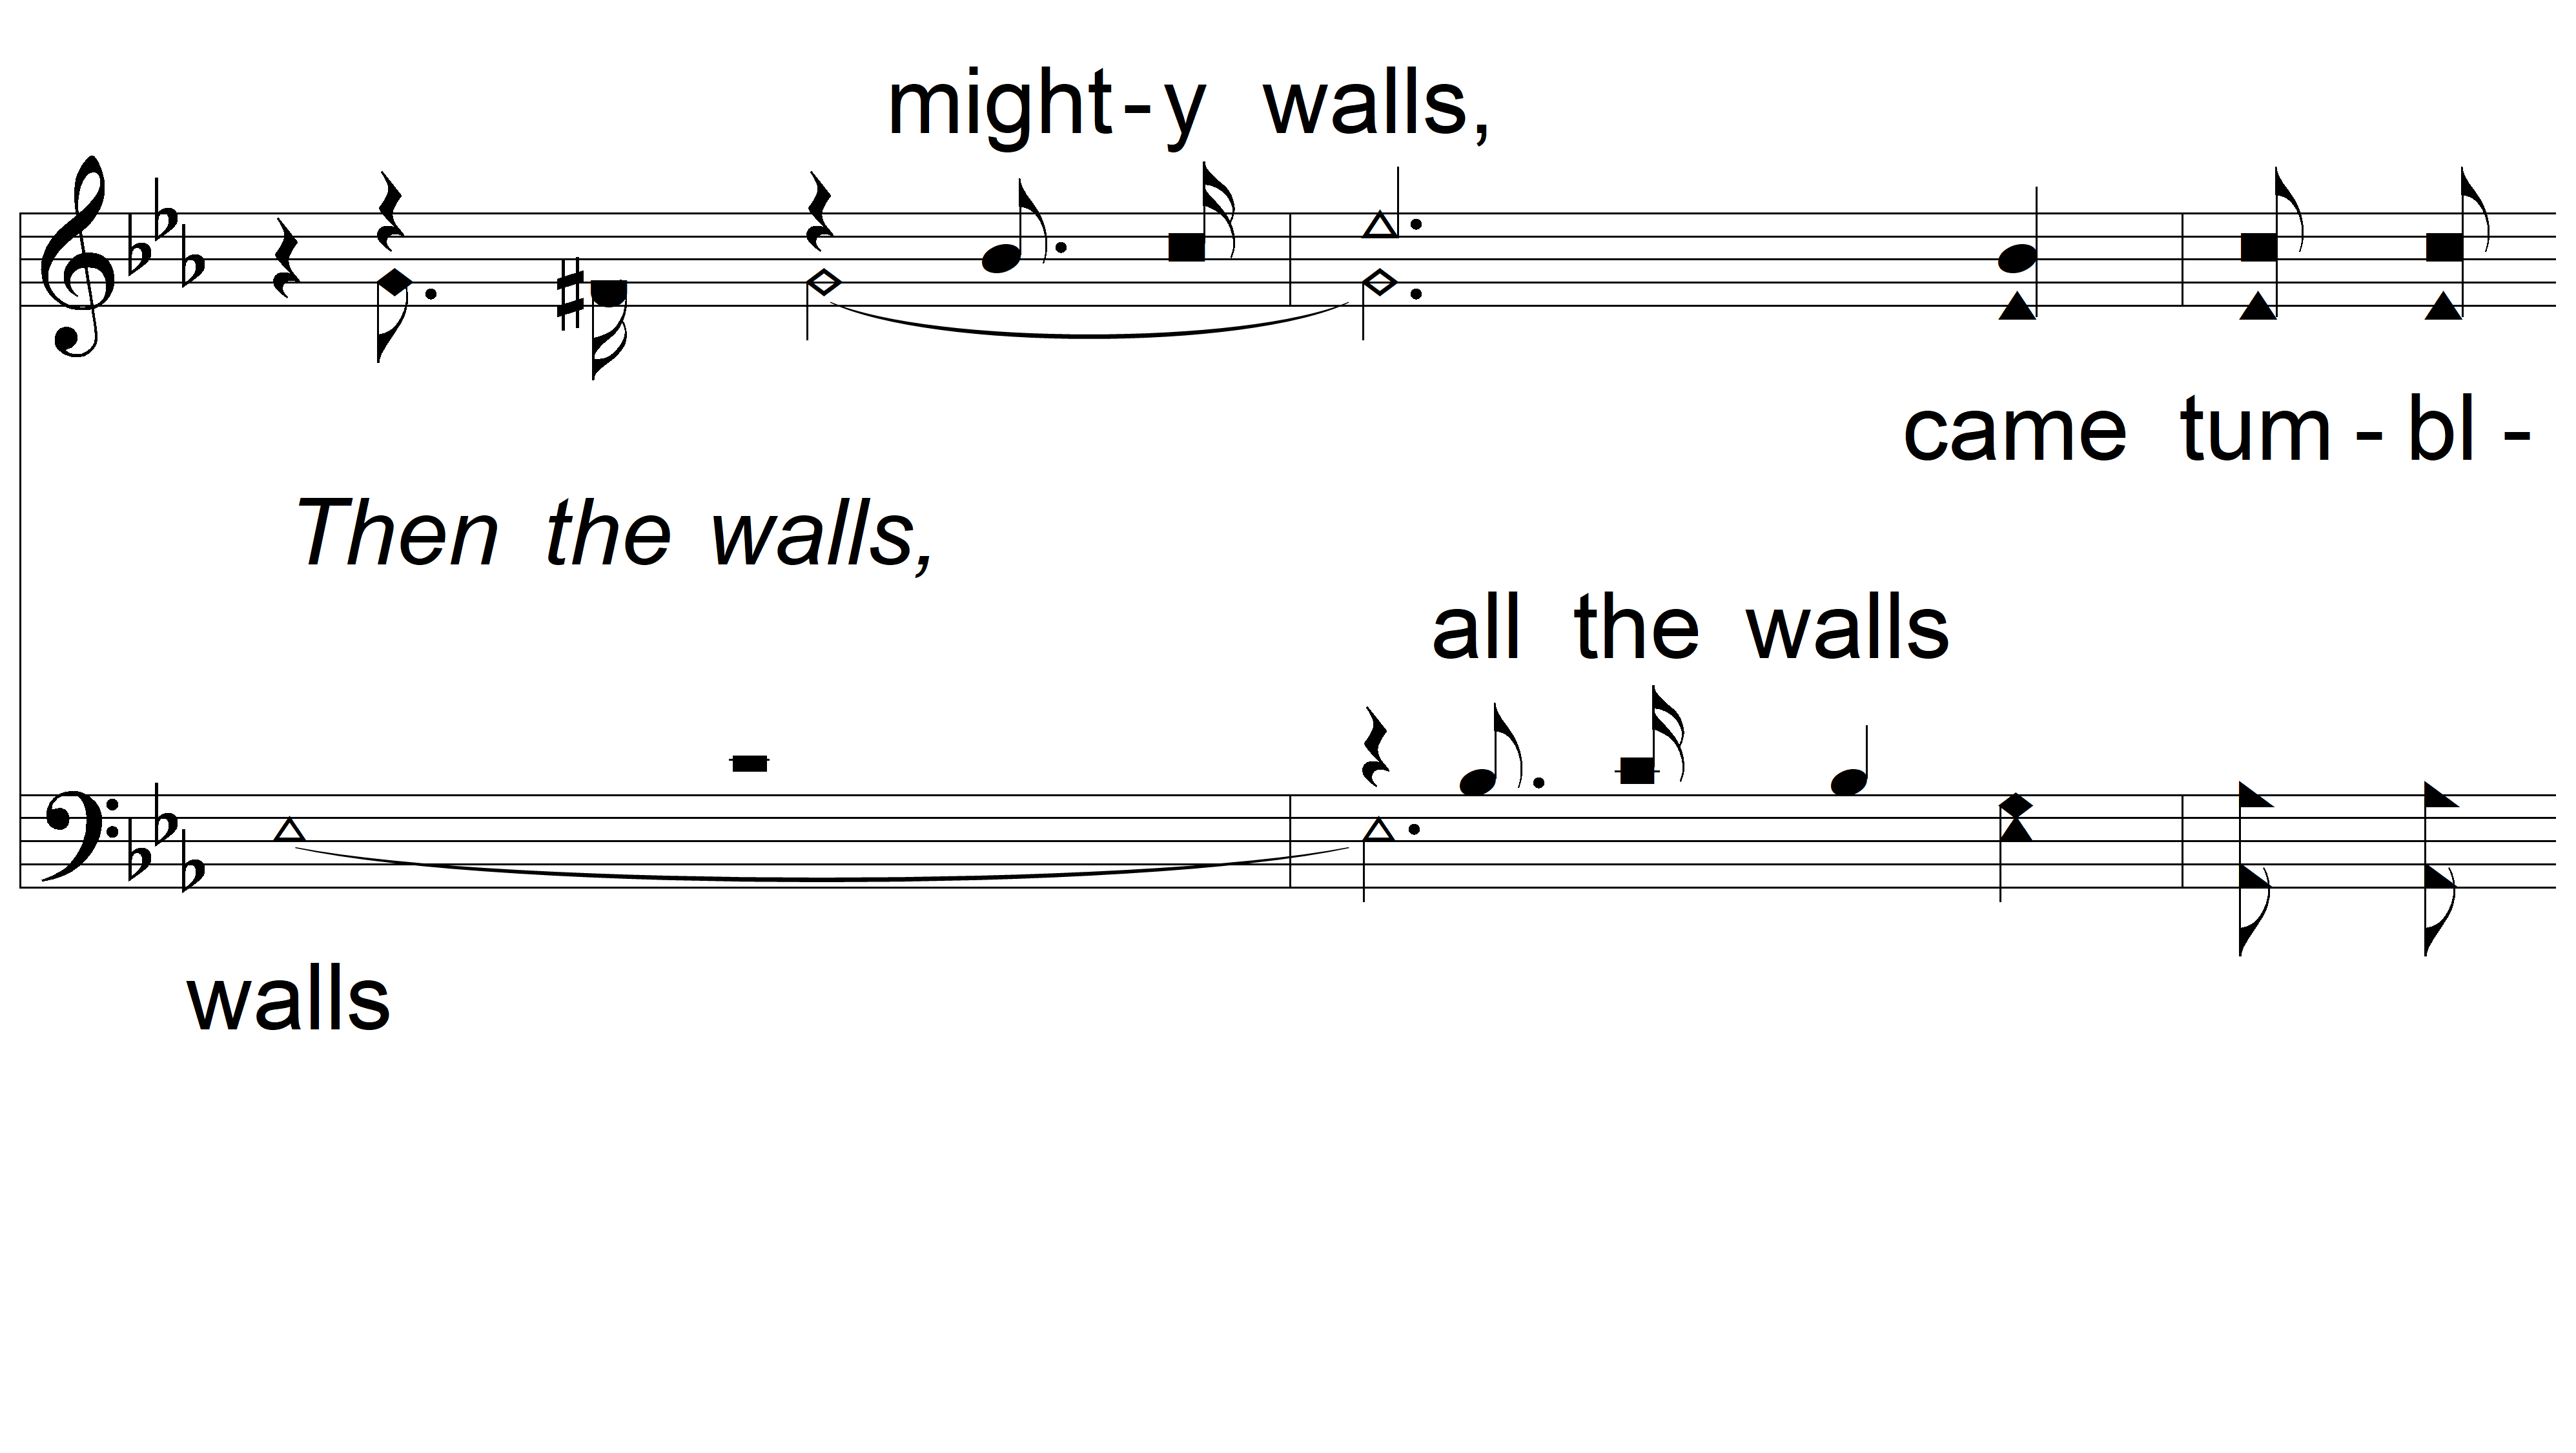 might-y walls,
came tum - bl -
Then the walls,
all the walls
walls